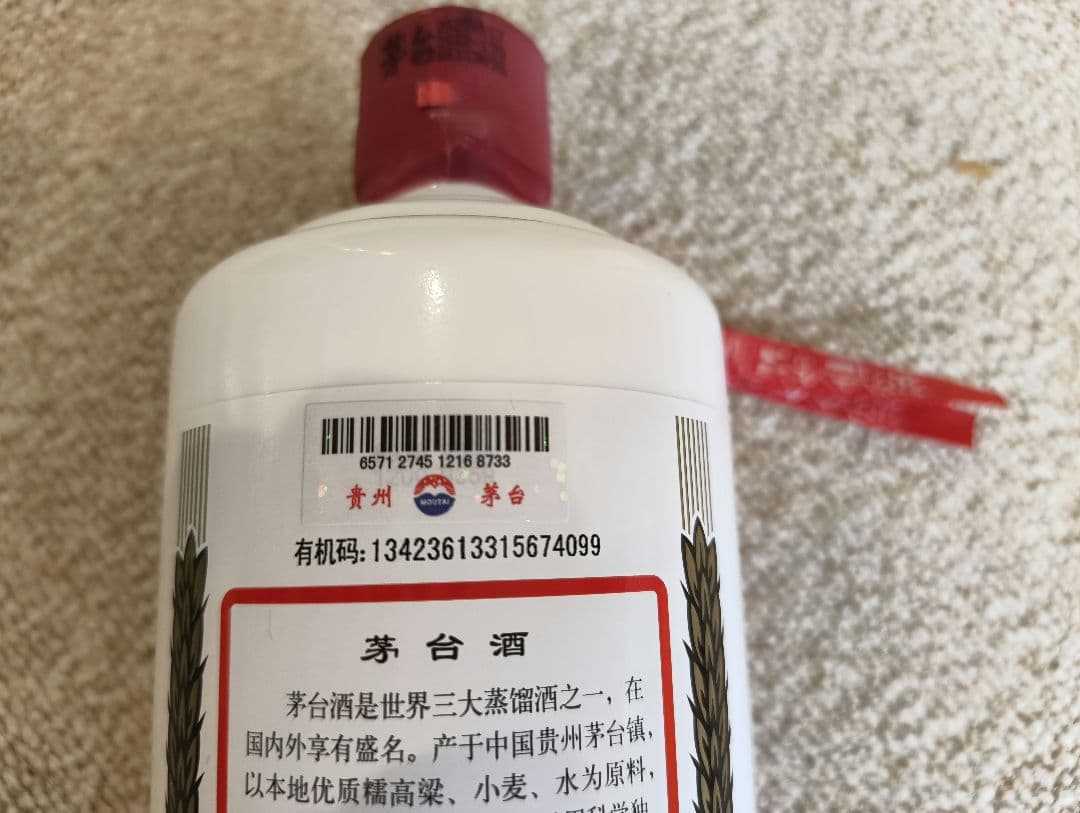 茅台
6571 2745 1216 8733
贵州 MOUTAI 茅台
有机码:13423613315674099
茅台酒
茅台酒是世界三大蒸馏酒之一,在
国内外享有盛名。产于中国贵州茅台镇,
以本地优质糯高粱、小麦、水为原料,